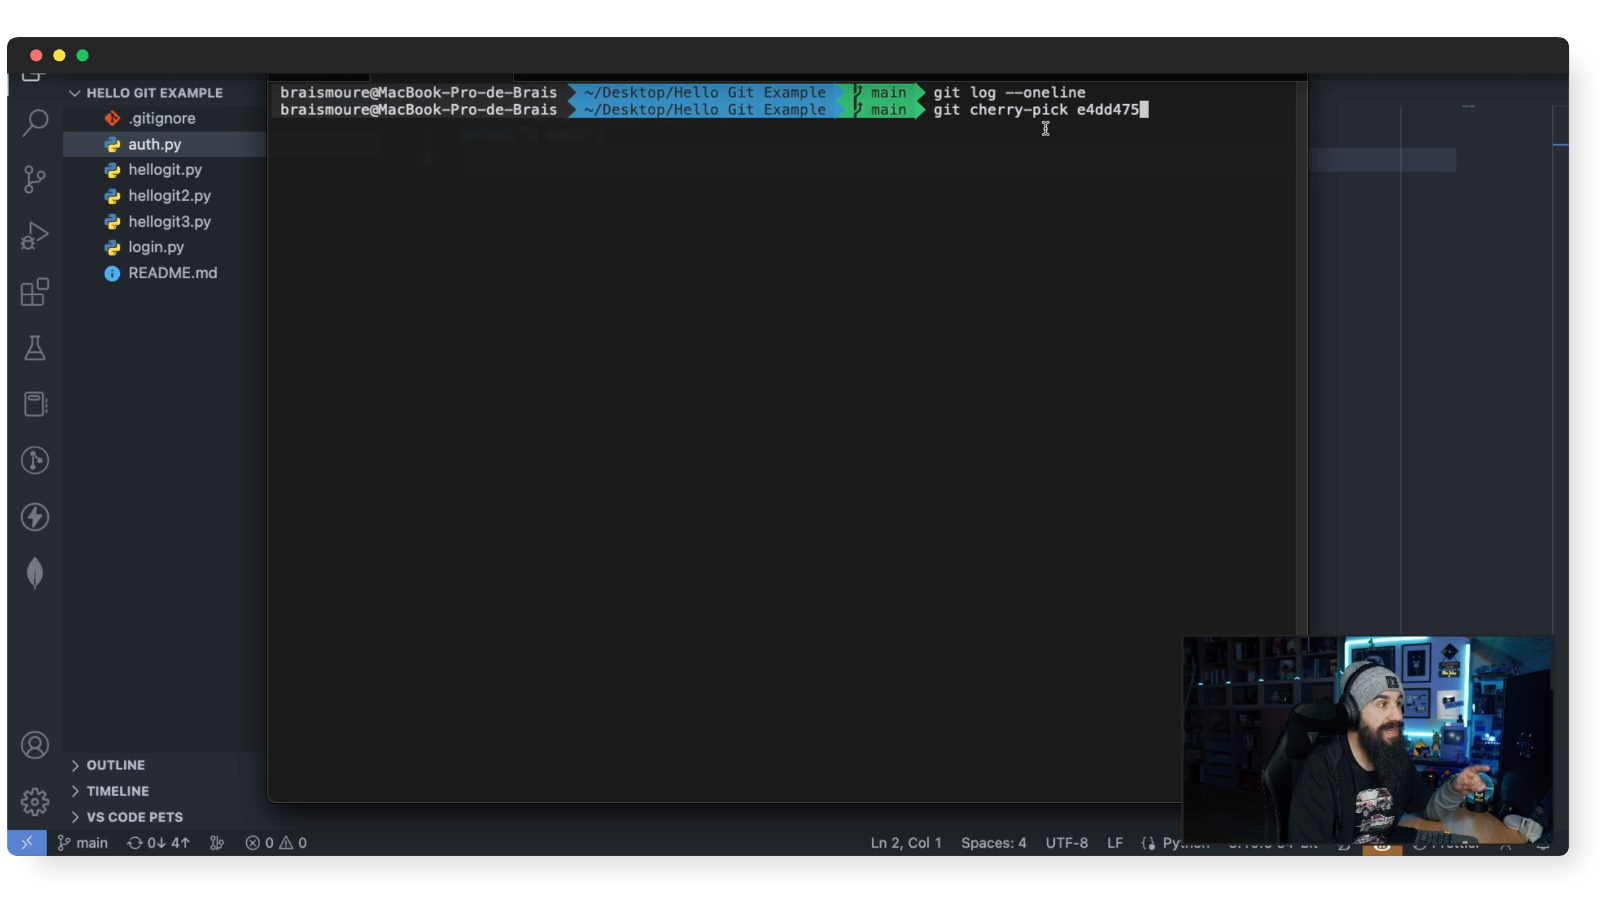 HELLO GIT EXAMPLE
.gitignore
auth.py
hellogit.py
hellogit2.py
hellogit3.py
login.py
README.md
braismoure@MacBook-Pro-de-Brais ~/Desktop/Hello Git Example main git log --oneline
braismoure@MacBook-Pro-de-Brais ~/Desktop/Hello Git Example main git cherry-pick e4dd475
OUTLINE
TIMELINE
VS CODE PETS
main 0↓ 4↑ 0 0 Ln 2, Col 1 Spaces: 4 UTF-8 LF